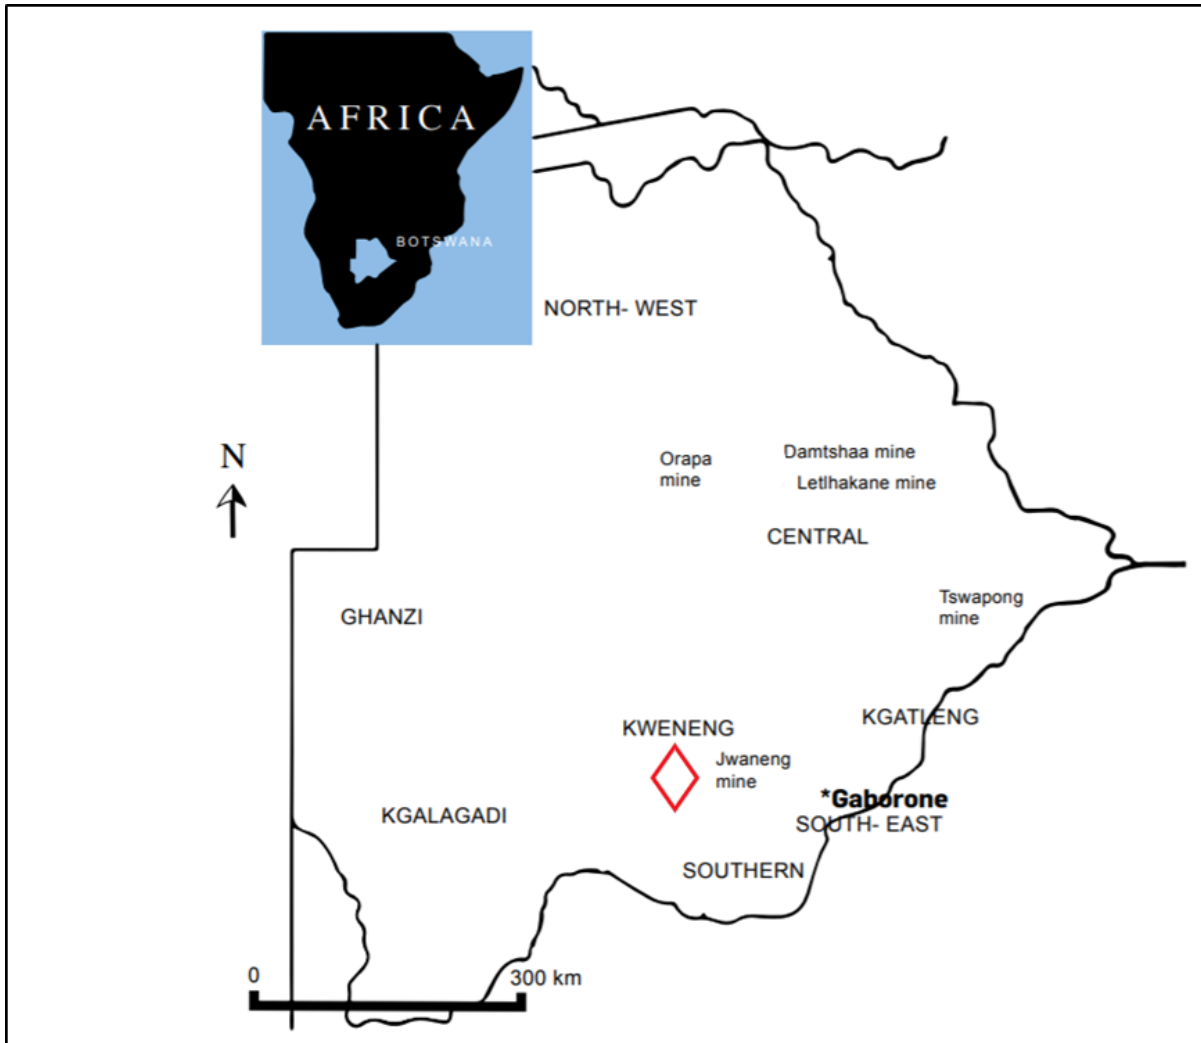 AFRICA
BOTSWANA
NORTH- WEST
N
Orapa
mine
Damtshaa mine
Letlhakane mine
CENTRAL
Tswapong
mine
GHANZI
KGATLENG
KWENENG
Jwaneng
mine
*Gaborone
SOUTH- EAST
KGALAGADI
SOUTHERN
0
300 km